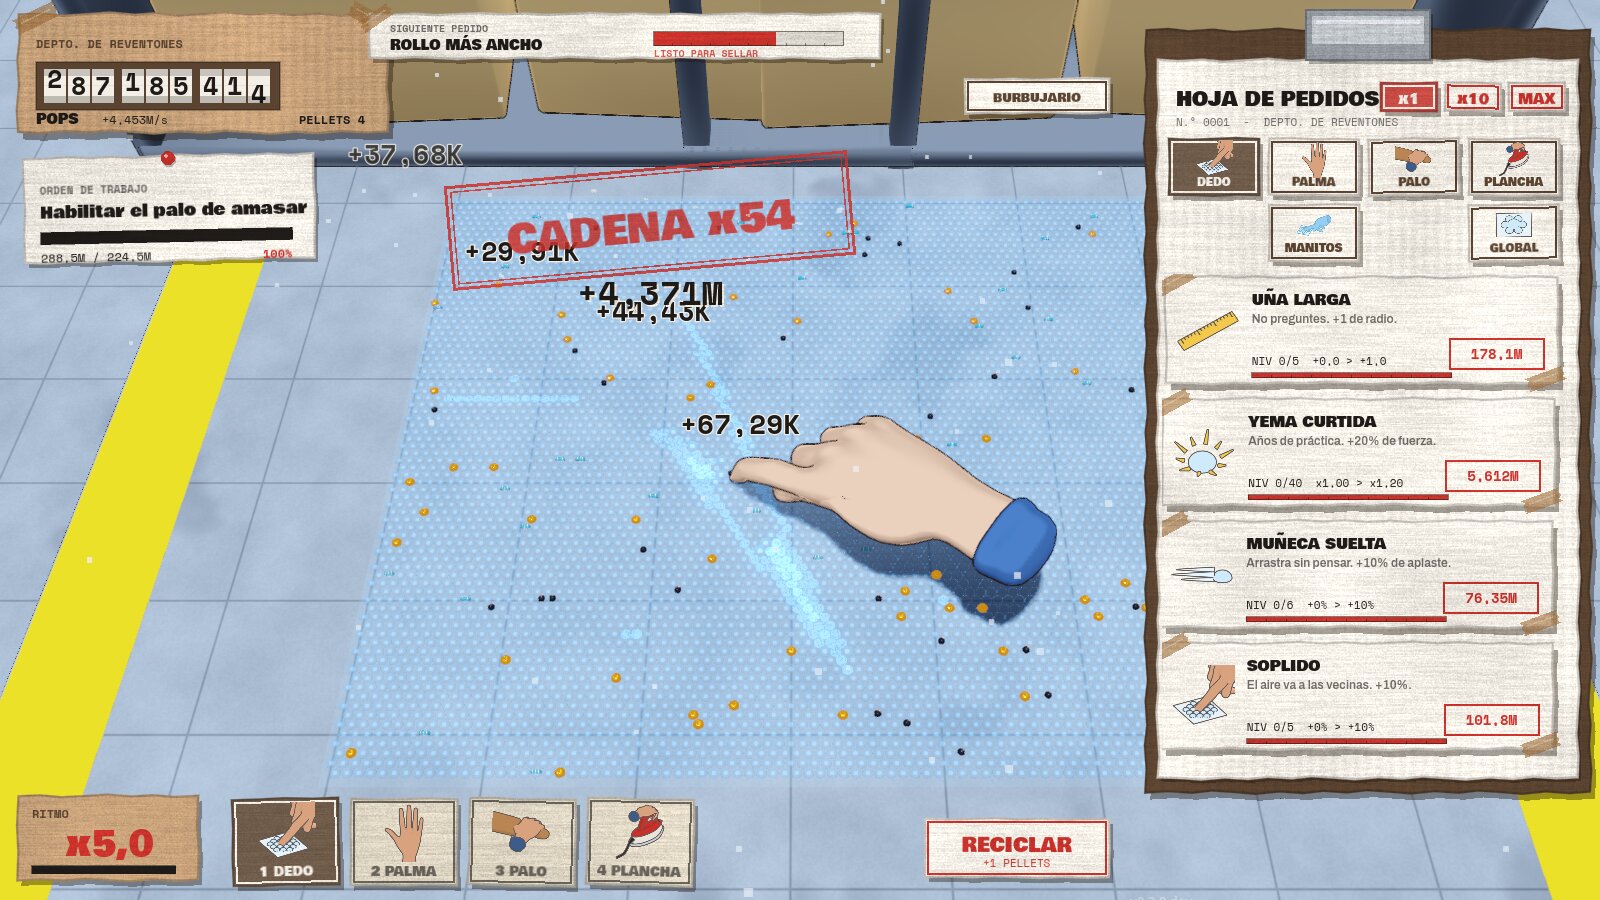 DEPTO. DE REVENTONES
287 185 414
POPS +4,453M/s PELLETS 4
SIGUIENTE PEDIDO
ROLLO MÁS ANCHO
LISTO PARA SELLAR
BURBUJARIO
ORDEN DE TRABAJO
Habilitar el palo de amasar
288,5M / 224,5M 100%
+37,68K
CADENA x54
+29,91K
+4,371M
+44,43K
+67,29K
HOJA DE PEDIDOS
x1
x10
MAX
N.° 0001 - DEPTO. DE REVENTONES
DEDO
PALMA
PALO
PLANCHA
MANITOS
GLOBAL
UÑA LARGA
No preguntes. +1 de radio.
NIV 0/5 +0,0 > +1,0
178,1M
YEMA CURTIDA
Años de práctica. +20% de fuerza.
NIV 0/40 x1,00 > x1,20
5,612M
MUÑECA SUELTA
Arrastra sin pensar. +10% de aplaste.
NIV 0/6 +0% > +10%
76,35M
SOPLIDO
El aire va a las vecinas. +10%.
NIV 0/5 +0% > +10%
101,8M
RITMO
x5,0
1 DEDO
2 PALMA
3 PALO
4 PLANCHA
RECICLAR
+1 PELLETS